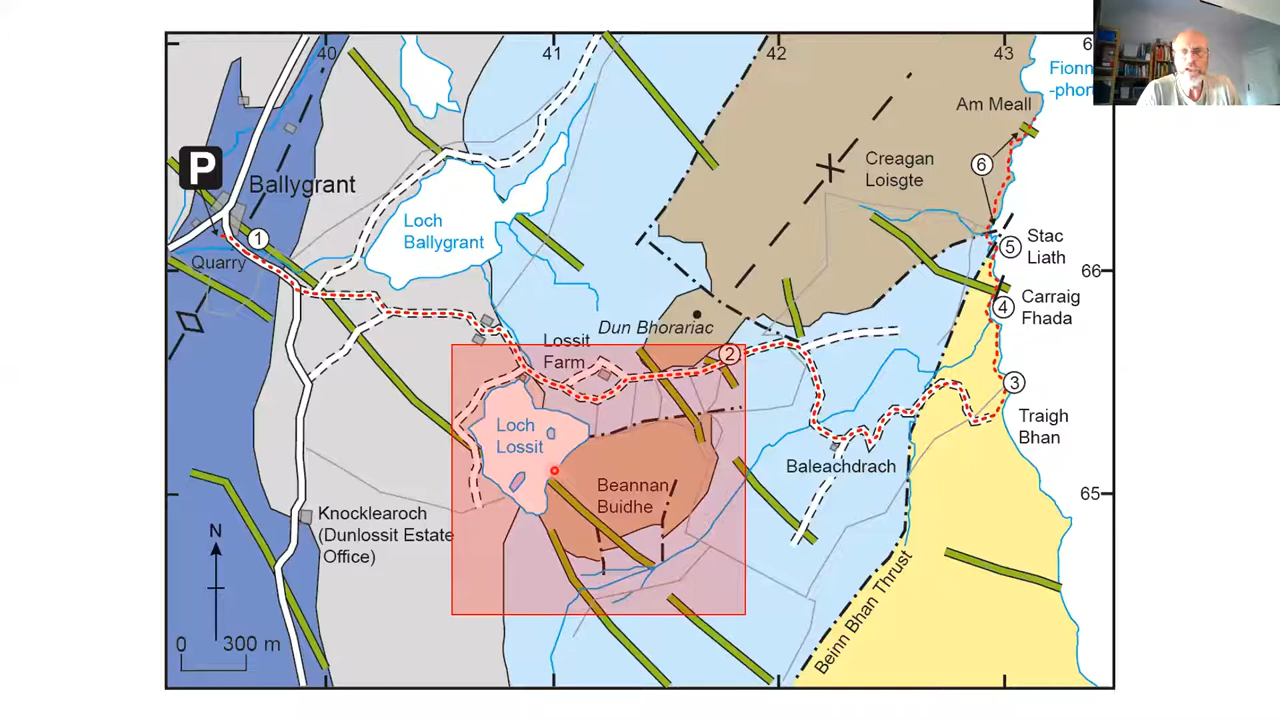 40
41
42
43
6
Fionn
-phor
Am Meall
6
P
Ballygrant
Creagan
Loisgte
Loch
Ballygrant
1
Quarry
5
Stac
Liath
66
4
Carraig
Fhada
Dun Bhorariac
Lossit
Farm
2
3
Traigh
Bhan
Loch
Lossit
Baleachdrach
Beannan
Buidhe
65
N
Knocklearoch
(Dunlossit Estate
Office)
Beinn Bhan Thrust
0 300 m